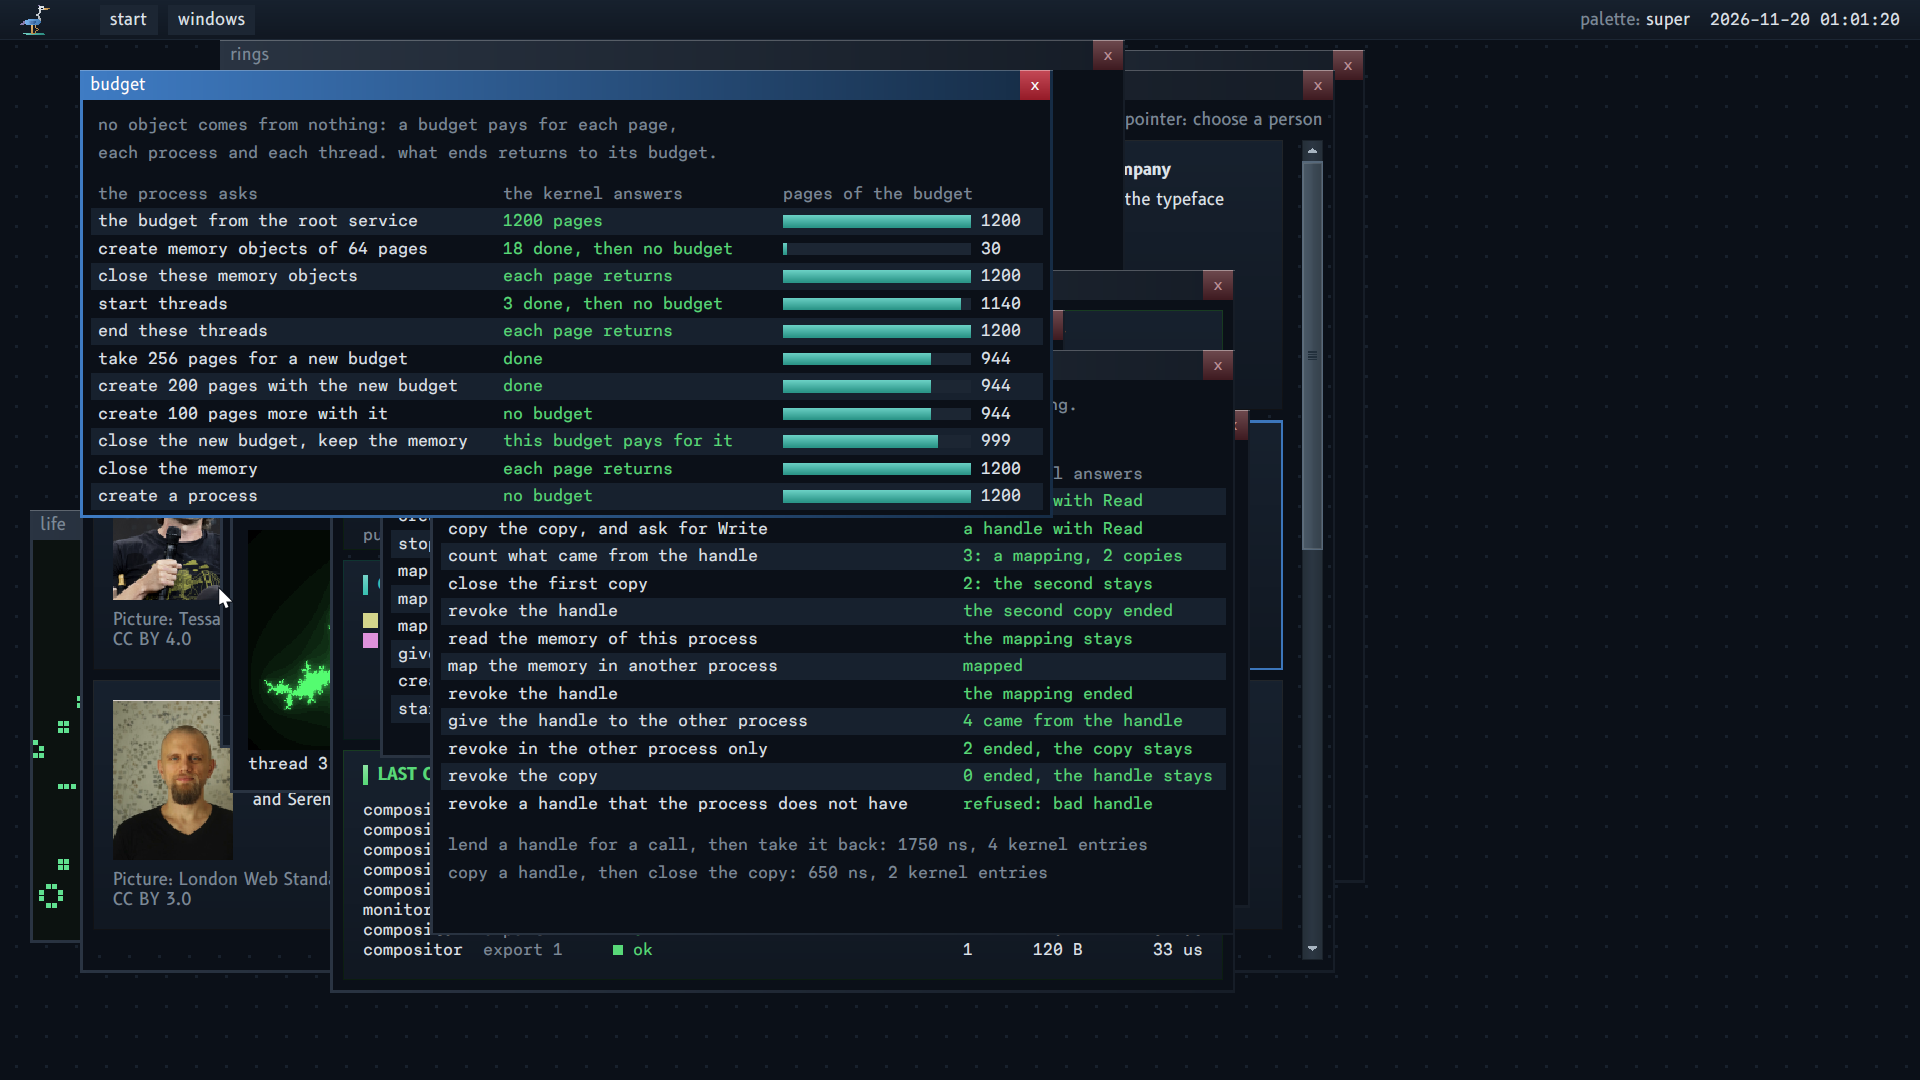 start windows palette: super 2026-11-20 01:01:20
rings x
x
budget x
x
no object comes from nothing: a budget pays for each page,
each process and each thread. what ends returns to its budget.
the process asks the kernel answers pages of the budget
the budget from the root service 1200 pages 1200
create memory objects of 64 pages 18 done, then no budget 30
close these memory objects each page returns 1200
start threads 3 done, then no budget 1140
end these threads each page returns 1200
take 256 pages for a new budget done 944
create 200 pages with the new budget done 944
create 100 pages more with it no budget 944
close the new budget, keep the memory this budget pays for it 999
close the memory each page returns 1200
create a process no budget 1200
pointer: choose a person
the typeface
x
x
answers
with Read
copy the copy, and ask for Write a handle with Read
count what came from the handle 3: a mapping, 2 copies
close the first copy 2: the second stays
revoke the handle the second copy ended
read the memory of this process the mapping stays
map the memory in another process mapped
revoke the handle the mapping ended
give the handle to the other process 4 came from the handle
revoke in the other process only 2 ended, the copy stays
revoke the copy 0 ended, the handle stays
revoke a handle that the process does not have refused: bad handle
lend a handle for a call, then take it back: 1750 ns, 4 kernel entries
copy a handle, then close the copy: 650 ns, 2 kernel entries
life
map
map
map
Picture: Tessa
CC BY 4.0
thread 3
and Seren
Picture: London Web Stand
CC BY 3.0
LAST
composi
composi
composi
composi
composi
monitor
composi
compositor export 1 ok 1 120 B 33 us